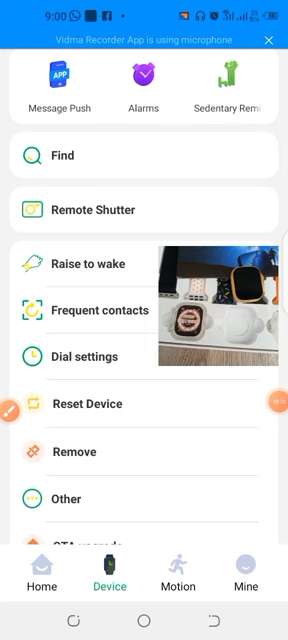 9:00
Vidma Recorder App is using microphone
APP
Message Push
Alarms
Sedentary Remi
Find
Remote Shutter
Raise to wake
Frequent contacts
Dial settings
Reset Device
Remove
Other
OTA upgrade
Home
Device
Motion
Mine